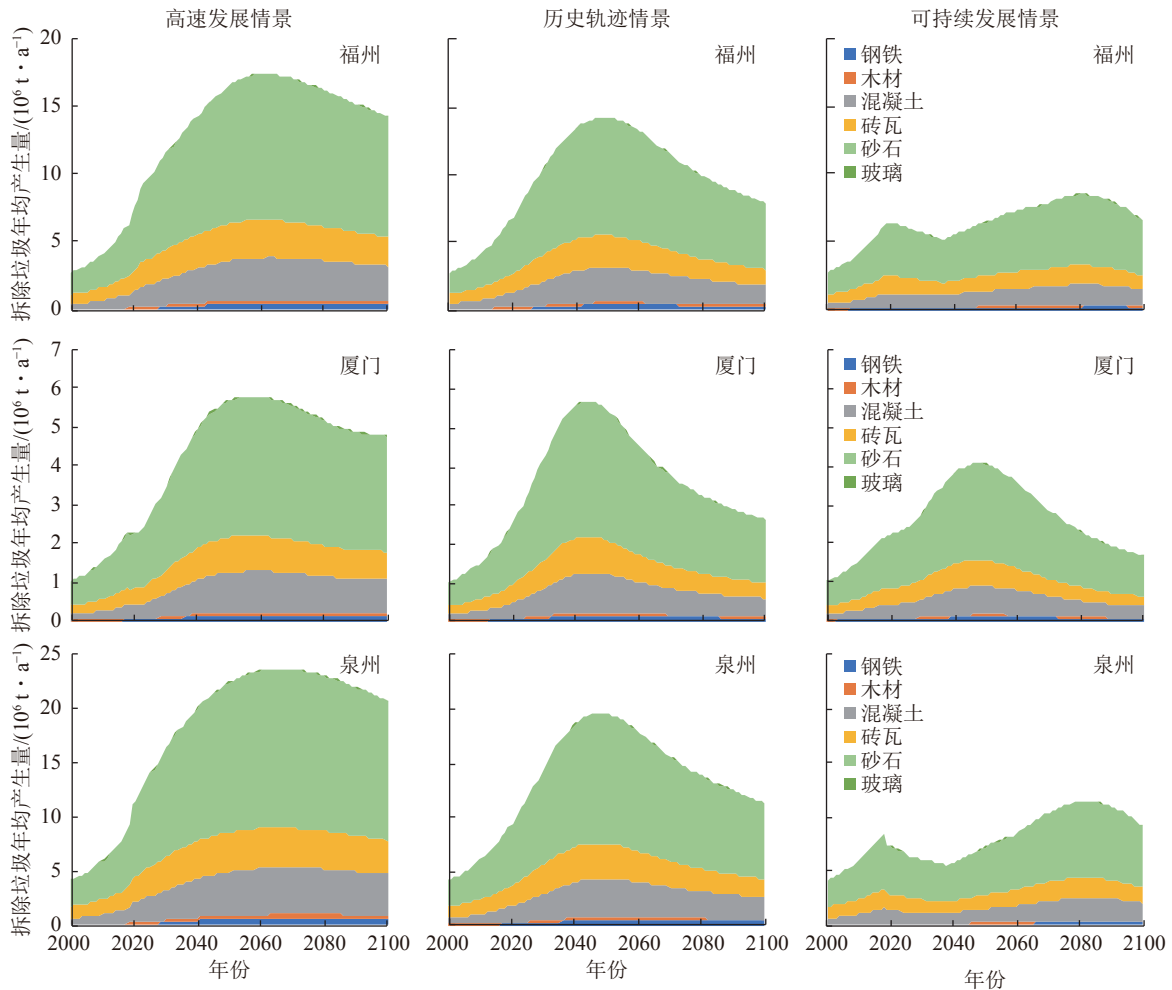 高速发展情景
历史轨迹情景
可持续发展情景
拆除垃圾年均产生量/(10⁶ t·a⁻¹)
20
15
10
5
0
福州
福州
福州
钢铁
木材
混凝土
砖瓦
砂石
玻璃
拆除垃圾年均产生量/(10⁶ t·a⁻¹)
7
6
5
4
3
2
1
0
厦门
厦门
厦门
钢铁
木材
混凝土
砖瓦
砂石
玻璃
拆除垃圾年均产生量/(10⁶ t·a⁻¹)
25
20
15
10
5
0
泉州
泉州
泉州
钢铁
木材
混凝土
砖瓦
砂石
玻璃
2000 2020 2040 2060 2080 2100
2000 2020 2040 2060 2080 2100
2000 2020 2040 2060 2080 2100
年份
年份
年份